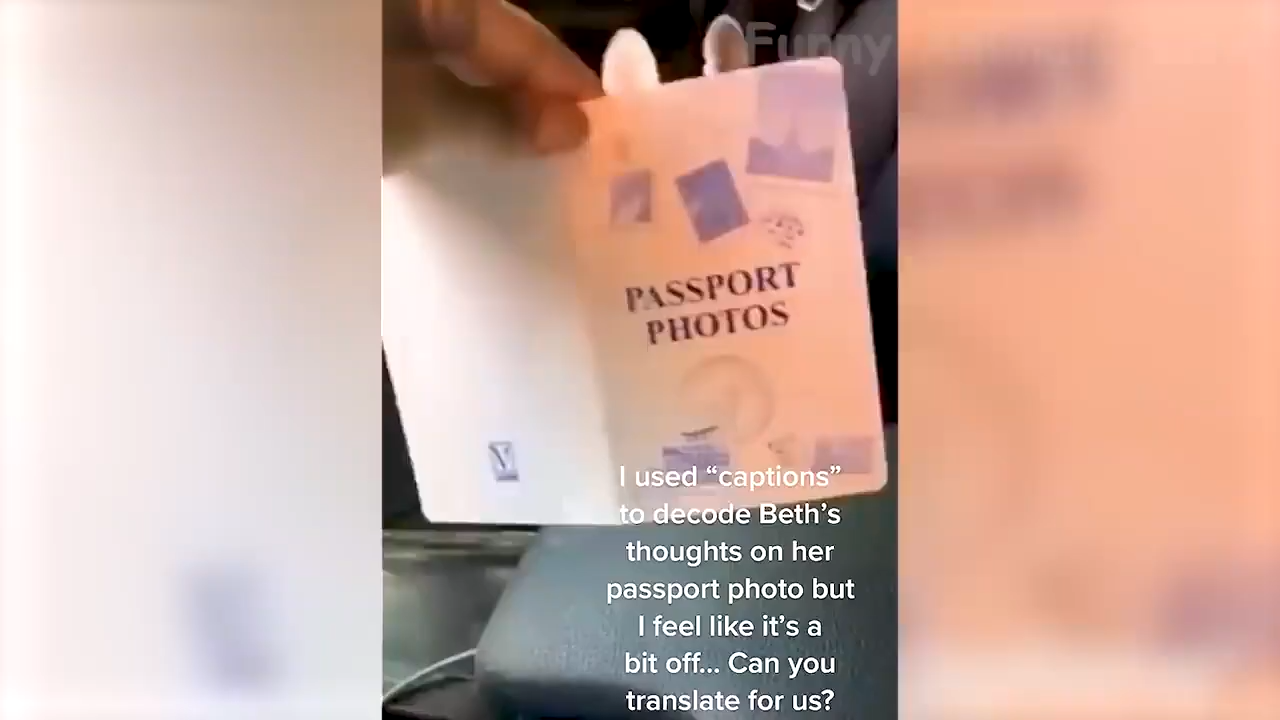 Funny
PASSPORT
PHOTOS
V
I used “captions”
to decode Beth’s
thoughts on her
passport photo but
I feel like it’s a
bit off... Can you
translate for us?